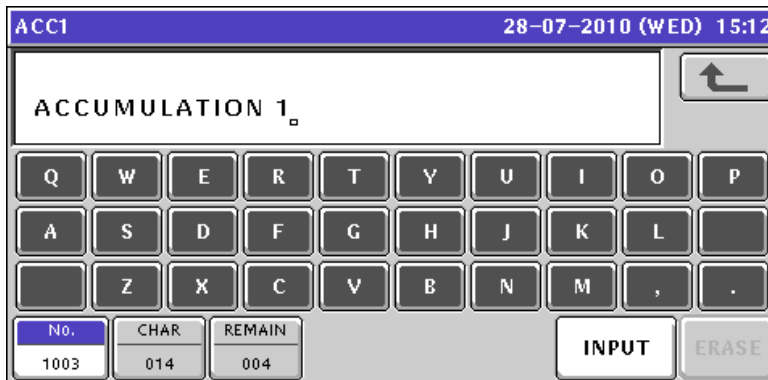 ACC1 28-07-2010 (WED) 15:12
ACCUMULATION 1
Q W E R T Y U I O P
A S D F G H J K L
Z X C V B N M , .
No. CHAR REMAIN
1003 014 004
INPUT ERASE